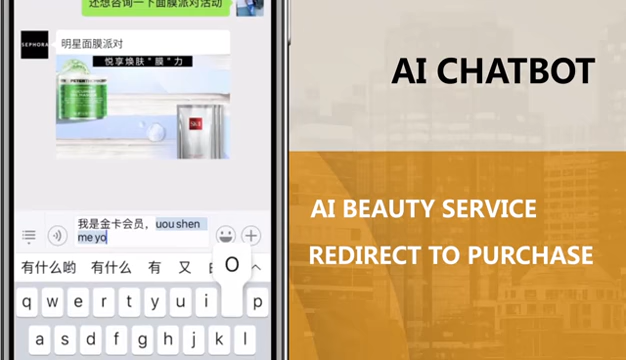 还想咨询一下面膜派对活动
SEPHORA
明星面膜派对
悦享焕肤"膜"力
SK-II
我是金卡会员，uou shen
me yo
有什么哟 有什么 有 又
O
q w e r t y u i p
a s d f g h j k l
AI CHATBOT
AI BEAUTY SERVICE
REDIRECT TO PURCHASE